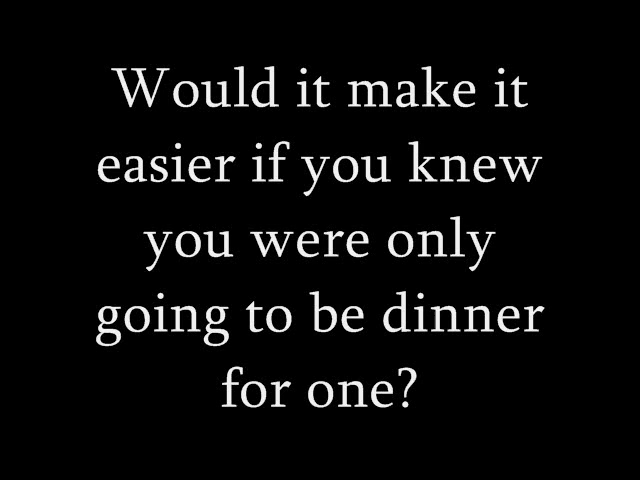 Would it make it
easier if you knew
you were only
going to be dinner
for one?